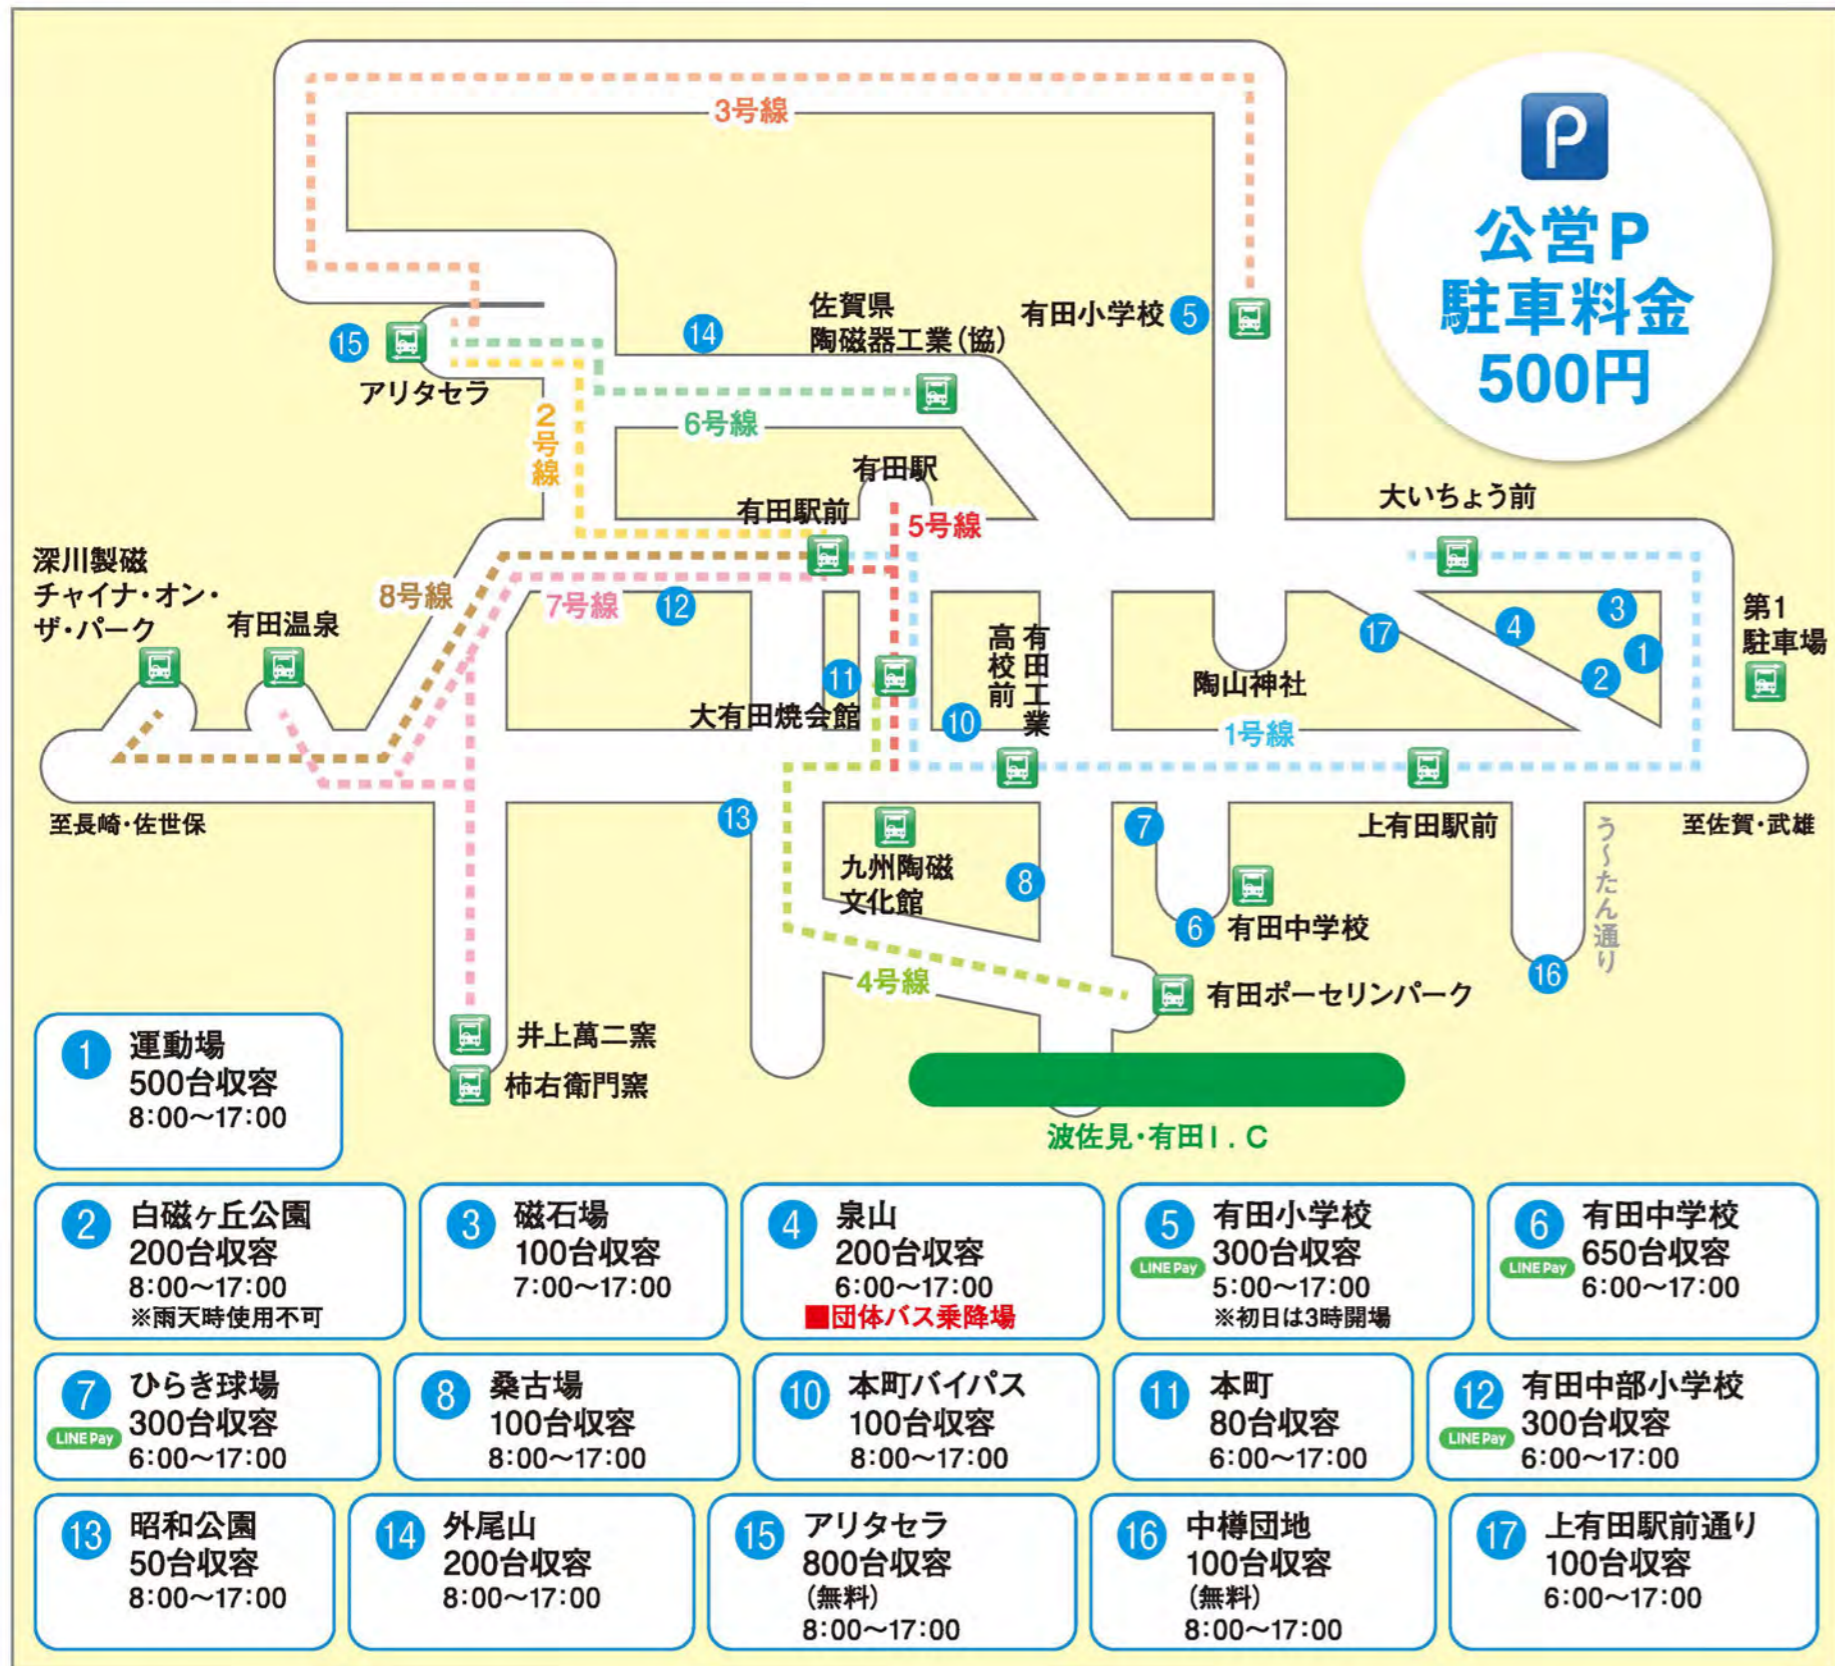 3号線
P
公営P
駐車料金
500円
佐賀県
陶磁器工業(協)
有田小学校 5
14
15
アリタセラ
2号線
6号線
有田駅
有田駅前
5号線
大いちょう前
深川製磁
チャイナ・オン・
ザ・パーク
有田温泉
8号線
7号線
12
3
4
17
1
2
第1
駐車場
11
有田工業
高校前
陶山神社
大有田焼会館
10
1号線
至長崎・佐世保
13
7
上有田駅前
至佐賀・武雄
う～たん通り
九州陶磁
文化館
8
6
有田中学校
16
4号線
有田ポーセリンパーク
井上萬二窯
柿右衛門窯
波佐見・有田I.C
1 運動場
500台収容
8:00～17:00
2 白磁ヶ丘公園
200台収容
8:00～17:00
※雨天時使用不可
3 磁石場
100台収容
7:00～17:00
4 泉山
200台収容
6:00～17:00
■団体バス乗降場
5 有田小学校
LINE Pay 300台収容
5:00～17:00
※初日は3時開場
6 有田中学校
LINE Pay 650台収容
6:00～17:00
7 ひらき球場
LINE Pay 300台収容
6:00～17:00
8 桑古場
100台収容
8:00～17:00
10 本町バイパス
100台収容
8:00～17:00
11 本町
80台収容
6:00～17:00
12 有田中部小学校
LINE Pay 300台収容
6:00～17:00
13 昭和公園
50台収容
8:00～17:00
14 外尾山
200台収容
8:00～17:00
15 アリタセラ
800台収容
(無料)
8:00～17:00
16 中樽団地
100台収容
(無料)
8:00～17:00
17 上有田駅前通り
100台収容
6:00～17:00